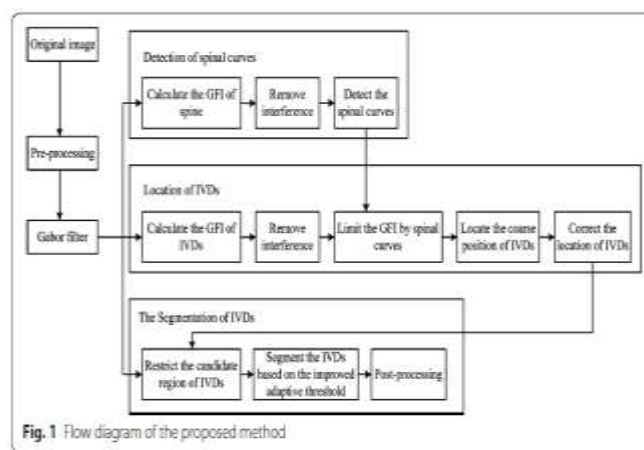 Original image
Pre-processing
Gabor filter
Detection of spinal curves
Calculate the GFI of
spine
Remove
interference
Detect the
spinal curves
Location of IVDs
Calculate the GFI of
IVDs
Remove
interference
Limit the GFI by spinal
curves
Locate the coarse
position of IVDs
Correct the
location of IVDs
The Segmentation of IVDs
Restrict the candidate
region of IVDs
Segment the IVDs
based on the improved
adaptive threshold
Post-processing
Fig. 1 Flow diagram of the proposed method